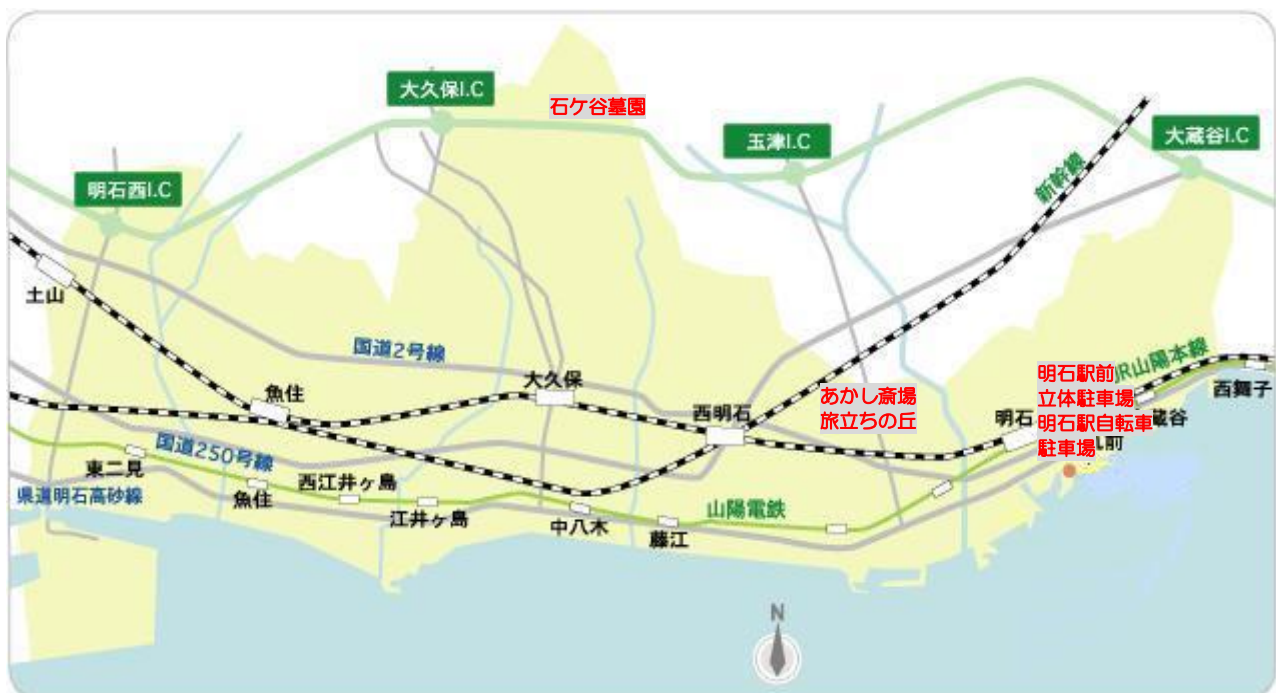 大久保I.C
石ケ谷墓園
玉津I.C
大蔵谷I.C
明石西I.C
新幹線
土山
国道2号線
JR山陽本線
明石駅前
立体駐車場
明石駅自転車
駐車場
西舞子
大久保
魚住
あかし斎場
旅立ちの丘
西明石
明石
蔵谷
前
国道250号線
東二見
西江井ヶ島
魚住
県道明石高砂線
江井ヶ島
山陽電鉄
中八木
藤江
N